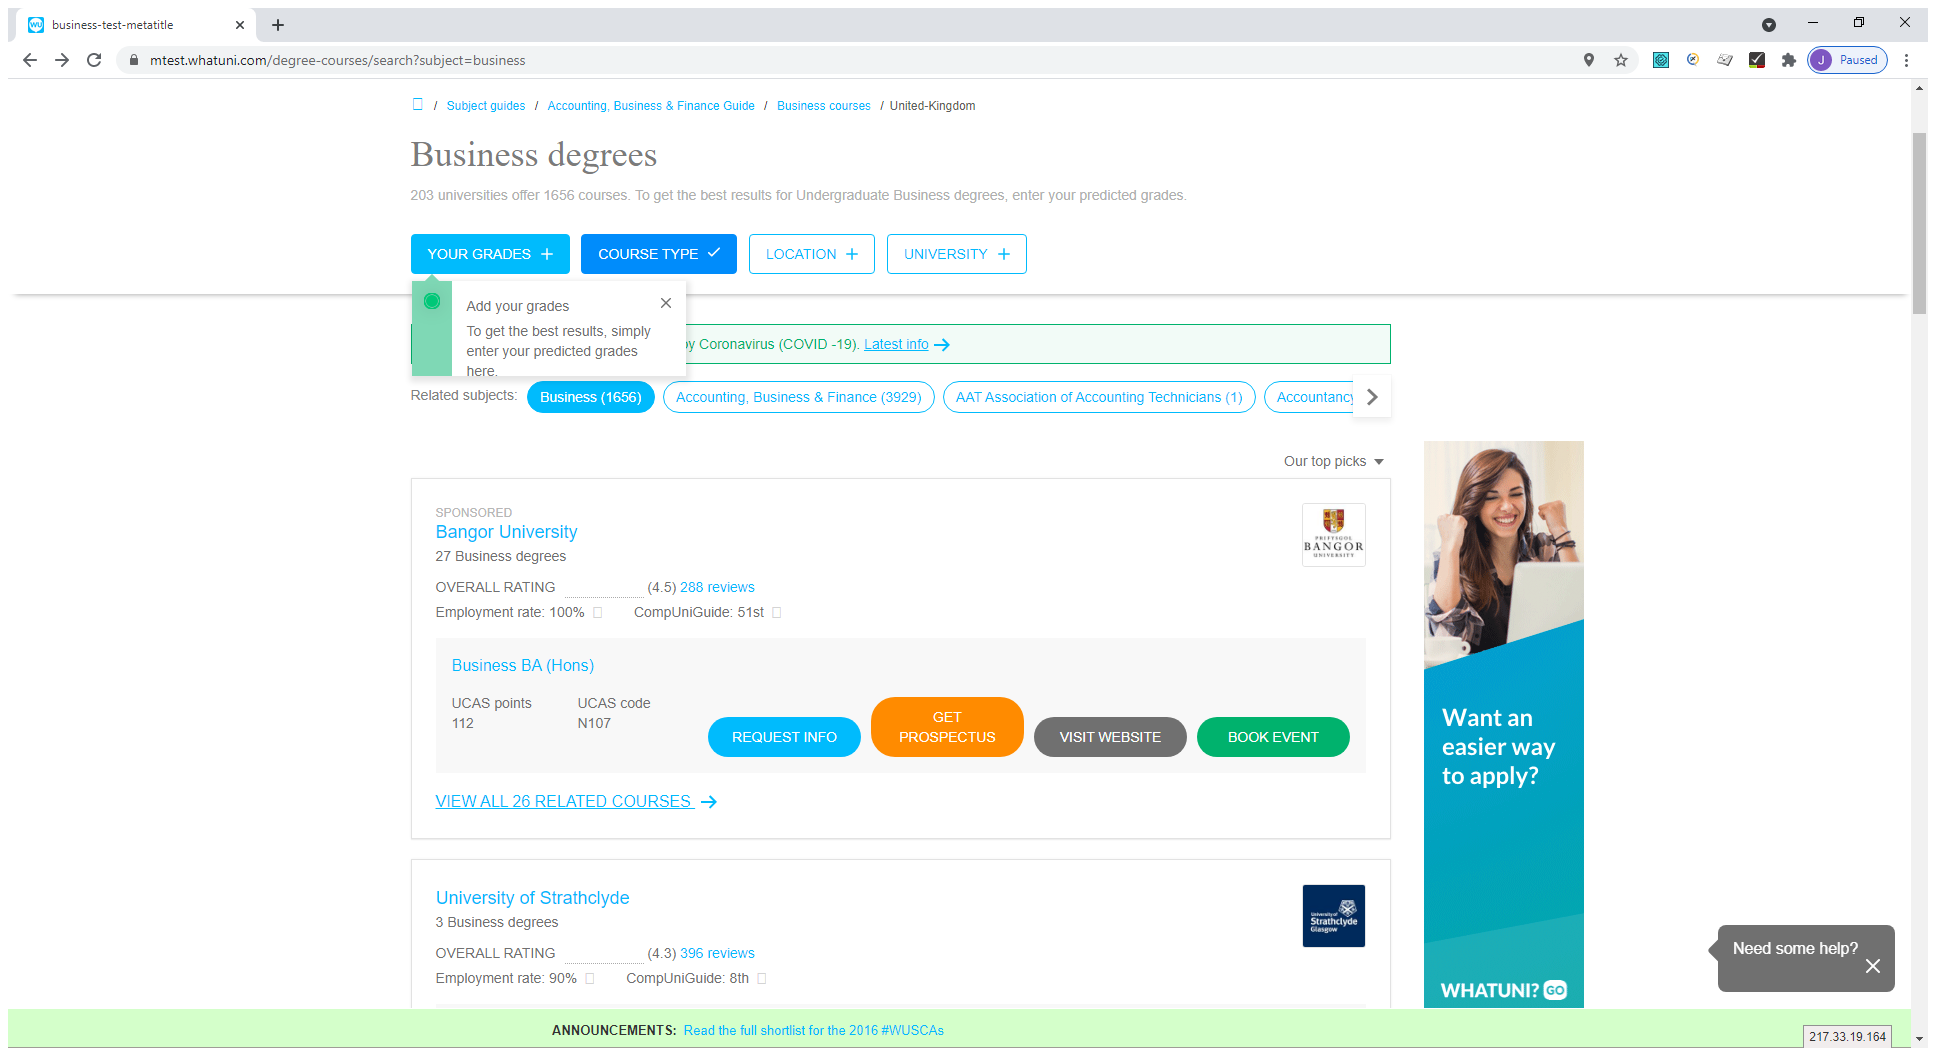 business-test-metatitle
mtest.whatuni.com/degree-courses/search?subject=business
J Paused
/ Subject guides / Accounting, Business & Finance Guide / Business courses / United-Kingdom
Business degrees
203 universities offer 1656 courses. To get the best results for Undergraduate Business degrees, enter your predicted grades.
YOUR GRADES COURSE TYPE LOCATION UNIVERSITY
Add your grades
To get the best results, simply
enter your predicted grades
here.
by Coronavirus (COVID -19). Latest info
Related subjects: Business (1656) Accounting, Business & Finance (3929) AAT Association of Accounting Technicians (1) Accountancy
Our top picks
SPONSORED
Bangor University
27 Business degrees
OVERALL RATING (4.5) 288 reviews
Employment rate: 100% CompUniGuide: 51st
PRIFYSGOL
BANGOR
UNIVERSITY
Business BA (Hons)
UCAS points UCAS code
112 N107
REQUEST INFO GET PROSPECTUS VISIT WEBSITE BOOK EVENT
VIEW ALL 26 RELATED COURSES
University of Strathclyde
3 Business degrees
OVERALL RATING (4.3) 396 reviews
Employment rate: 90% CompUniGuide: 8th
University of
Strathclyde
Glasgow
Want an
easier way
to apply?
WHATUNI? GO
Need some help?
ANNOUNCEMENTS: Read the full shortlist for the 2016 #WUSCAs
217.33.19.164